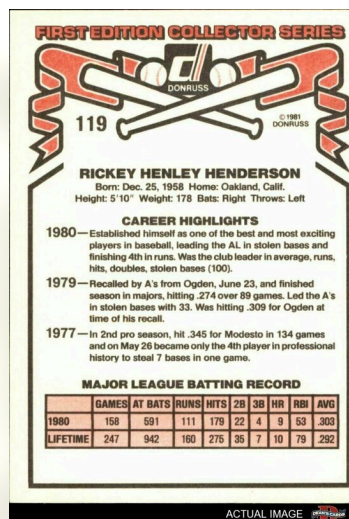 FIRST EDITION COLLECTOR SERIES
DONRUSS
119
© 1981
DONRUSS
RICKEY HENLEY HENDERSON
Born: Dec. 25, 1958 Home: Oakland, Calif.
Height: 5'10" Weight: 178 Bats: Right Throws: Left
CAREER HIGHLIGHTS
1980—Established himself as one of the best and most exciting
players in baseball, leading the AL in stolen bases and
finishing 4th in runs. Was the club leader in average, runs,
hits, doubles, stolen bases (100).
1979—Recalled by A's from Ogden, June 23, and finished
season in majors, hitting .274 over 89 games. Led the A's
in stolen bases with 33. Was hitting .309 for Ogden at
time of his recall.
1977—In 2nd pro season, hit .345 for Modesto in 134 games
and on May 26 became only the 4th player in professional
history to steal 7 bases in one game.
MAJOR LEAGUE BATTING RECORD
GAMES AT BATS RUNS HITS 2B 3B HR RBI AVG
1980 158 591 111 179 22 4 9 53 .303
LIFETIME 247 942 160 275 35 7 10 79 .292
ACTUAL IMAGE